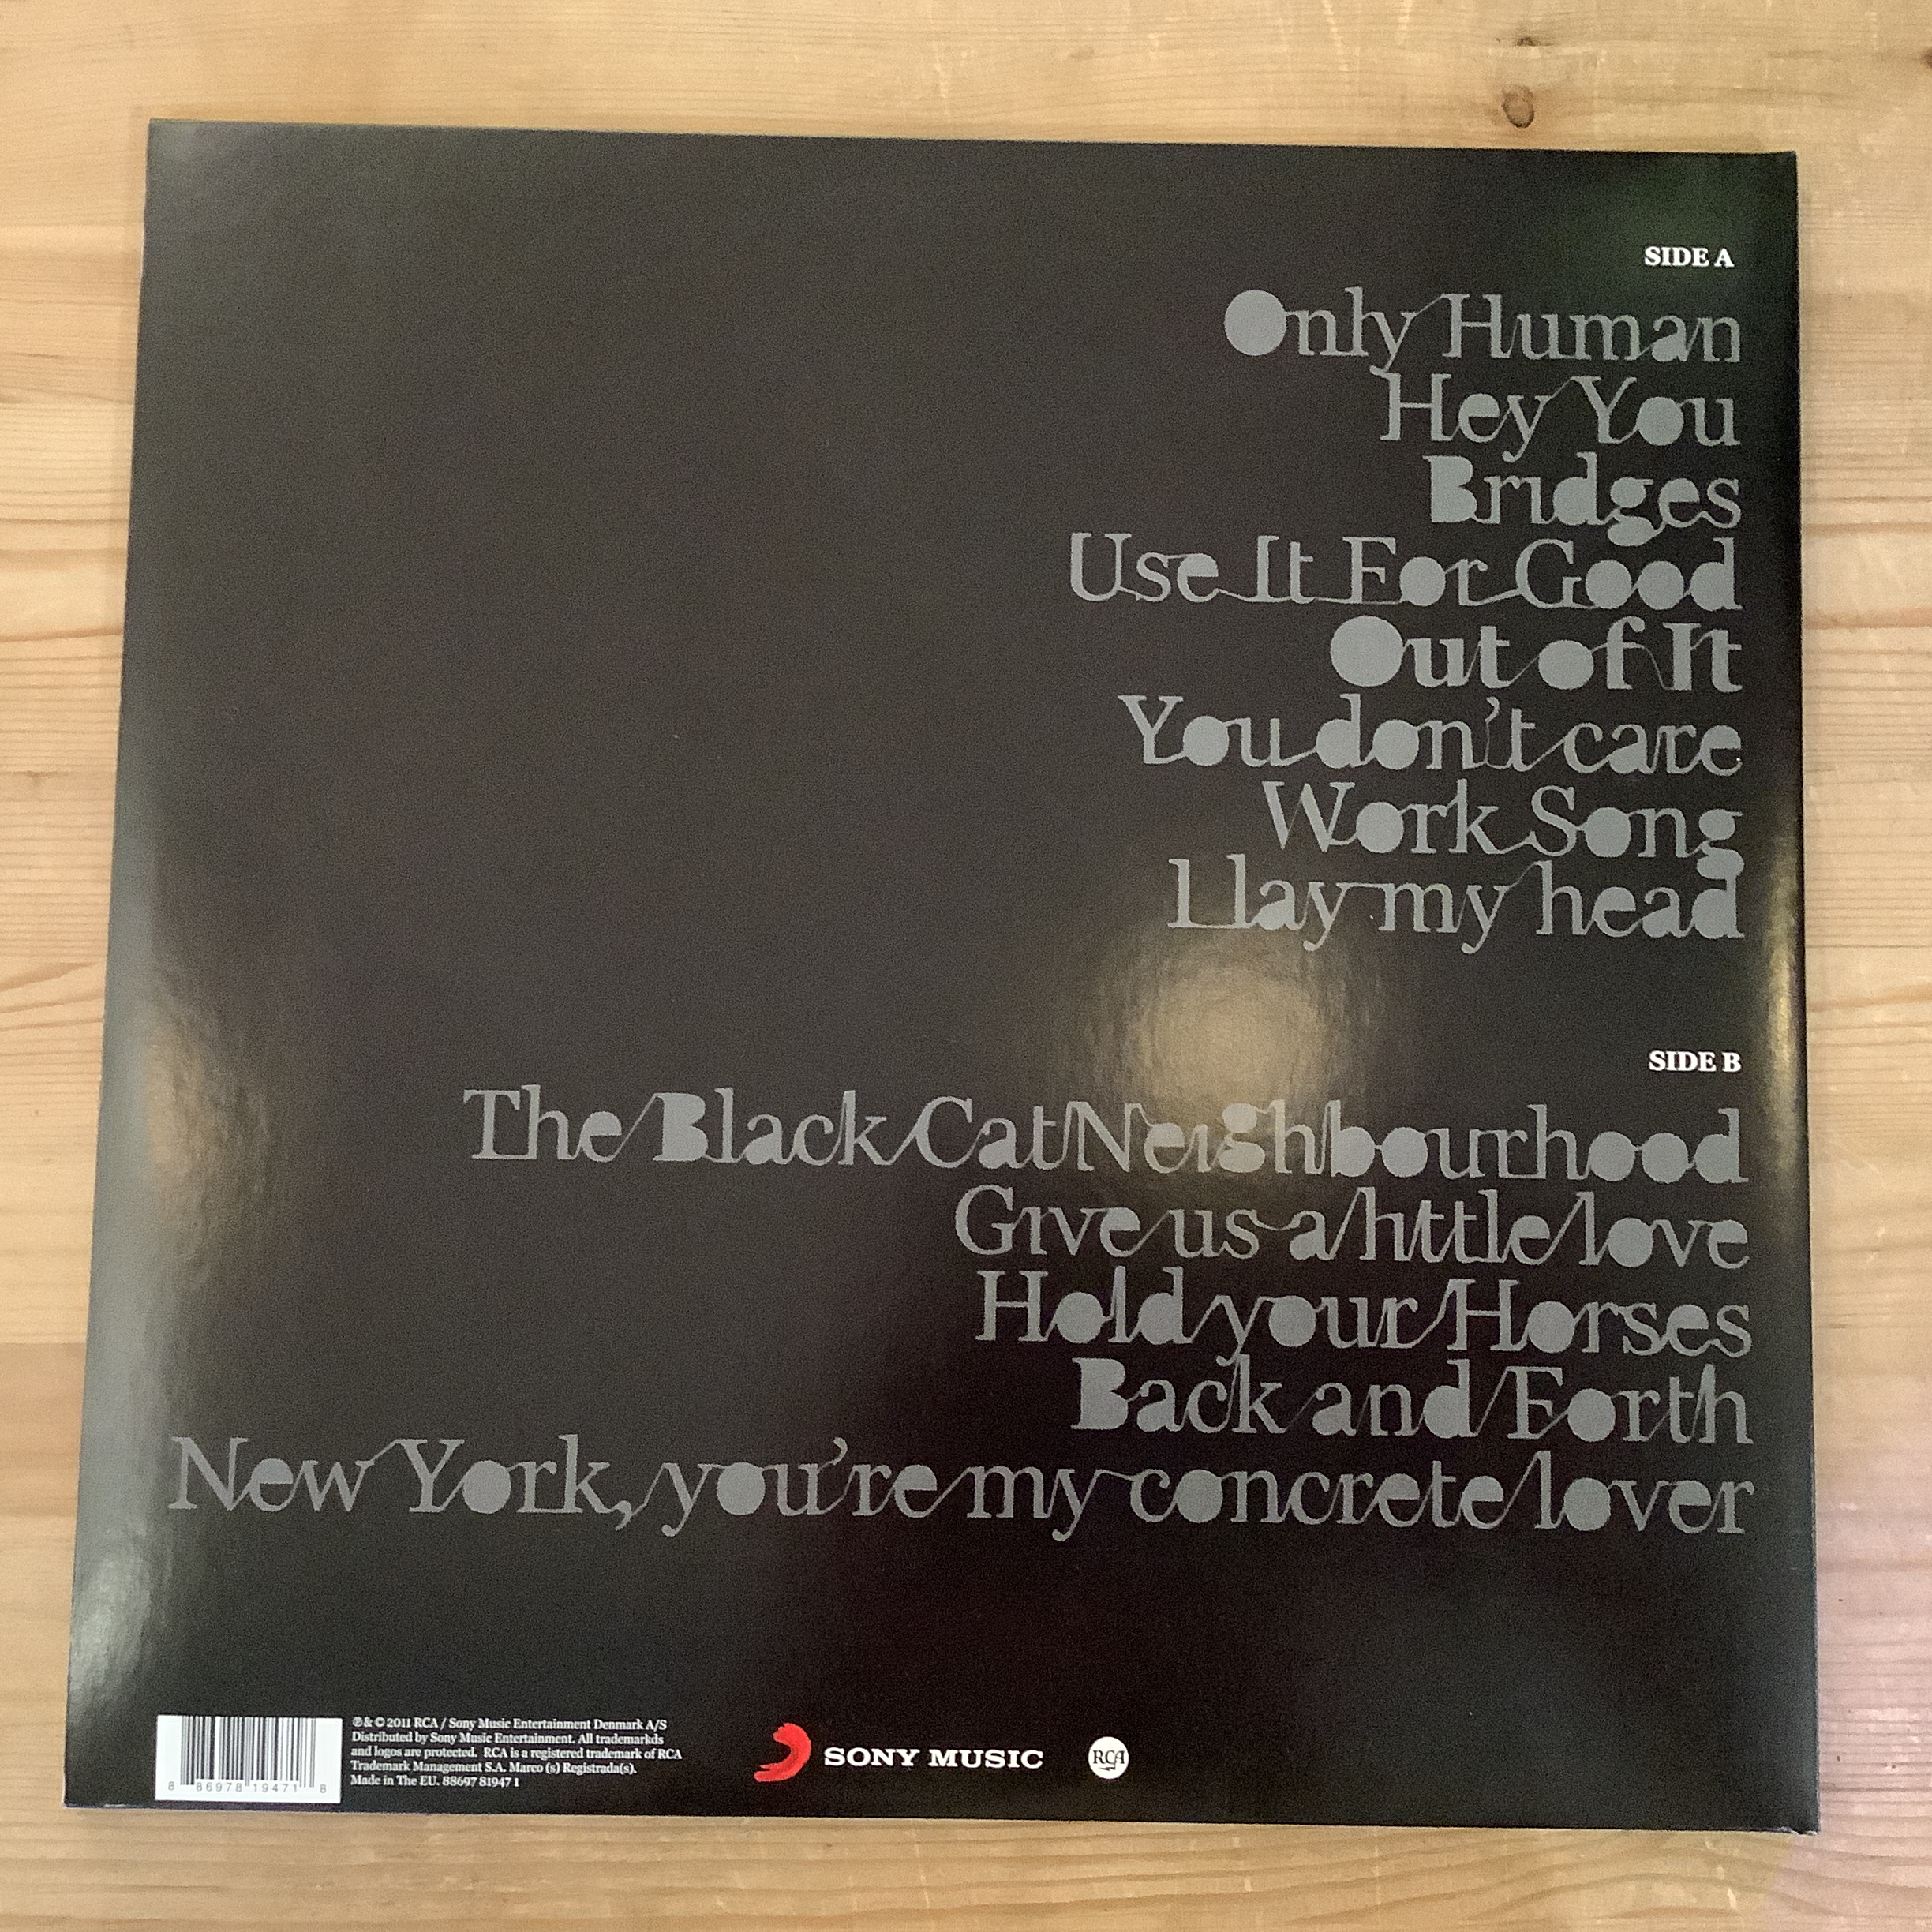 SIDE A
Only Human
Hey You
Bridges
Use It For Good
Out of It
You don't care
Work Song
I lay my head
SIDE B
The Black Cat Neighbourhood
Give us a little love
Hold your Horses
Back and Forth
New York, you're my concrete lover
8 86978 19471 8
℗ & © 2011 RCA / Sony Music Entertainment Denmark A/S
Distributed by Sony Music Entertainment. All trademarkds
and logos are protected. RCA is a registered trademark of RCA
Trademark Management S.A. Marco (s) Registrada(s).
Made in The EU. 88697 81947 1
SONY MUSIC
RCA